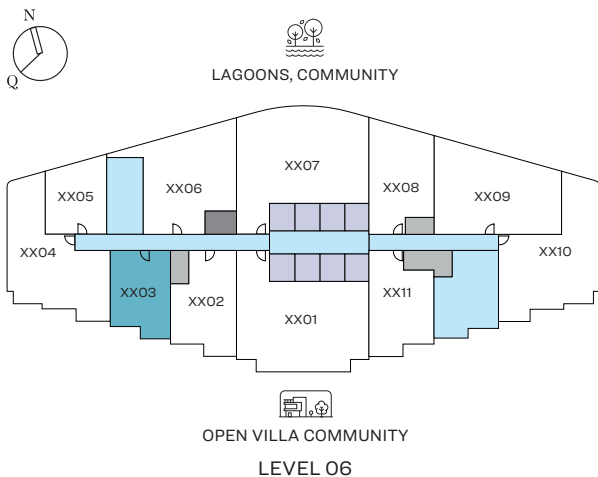 N
Q
LAGOONS, COMMUNITY
XX07
XX05
XX06
XX08
XX09
XX04
XX10
XX03
XX02
XX11
XX01
OPEN VILLA COMMUNITY
LEVEL 06